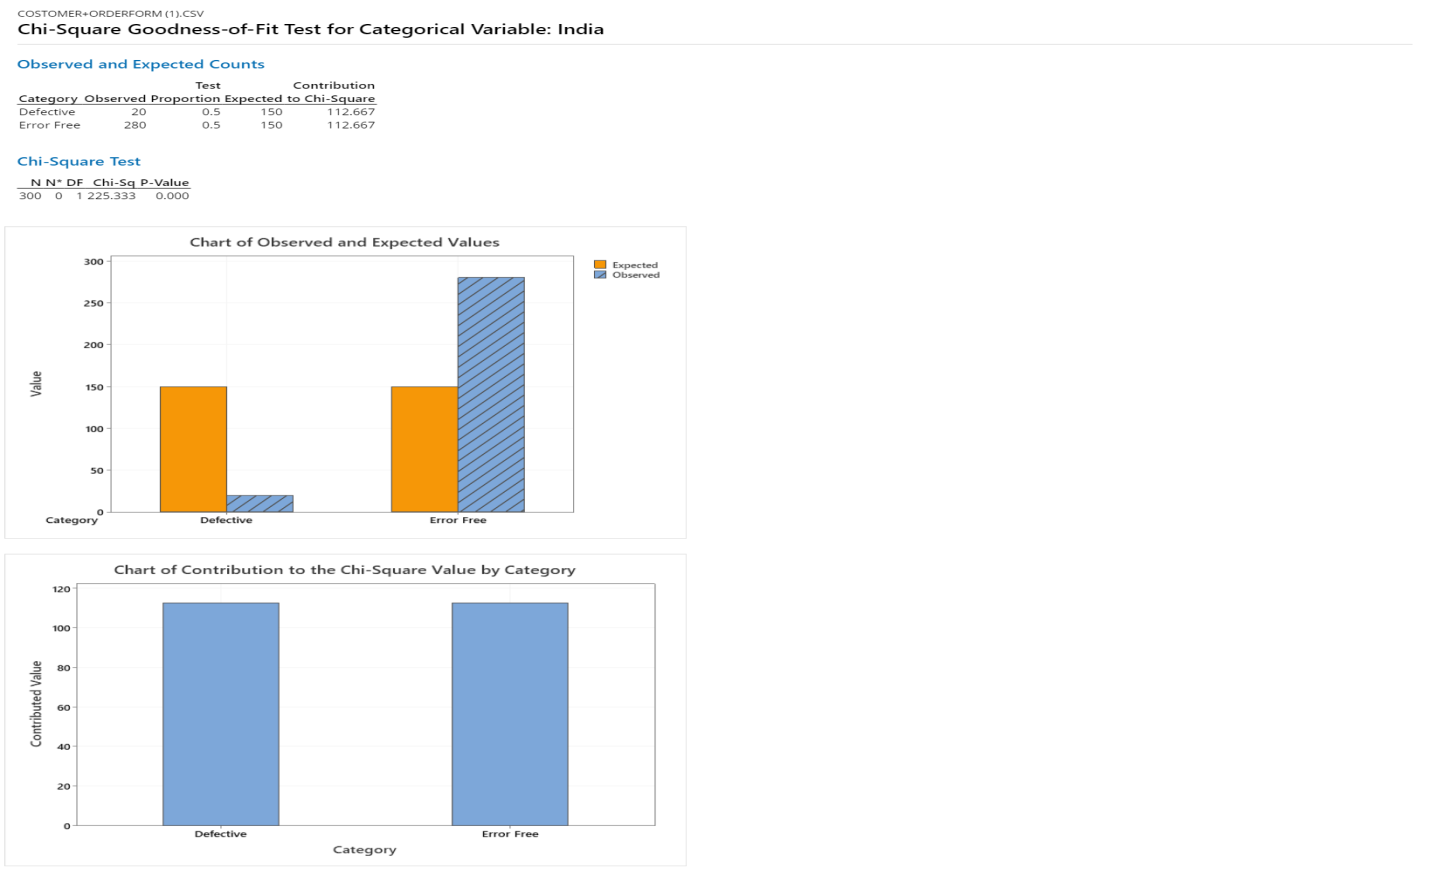 COSTOMER+ORDERFORM (1).CSV
Chi-Square Goodness-of-Fit Test for Categorical Variable: India
Observed and Expected Counts
Test Contribution
Category Observed Proportion Expected to Chi-Square
Defective 20 0.5 150 112.667
Error Free 280 0.5 150 112.667
Chi-Square Test
N N* DF Chi-Sq P-Value
300 0 1 225.333 0.000
Chart of Observed and Expected Values
300
250
200
150
100
50
0
Value
Category Defective Error Free
Expected
Observed
Chart of Contribution to the Chi-Square Value by Category
120
100
80
60
40
20
0
Contributed Value
Defective Error Free
Category